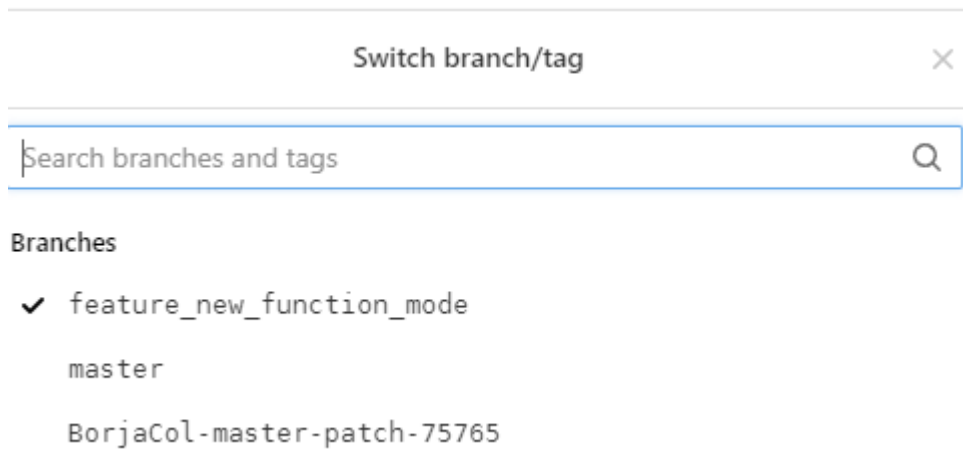 Switch branch/tag
Search branches and tags
Branches
feature_new_function_mode
master
BorjaCol-master-patch-75765